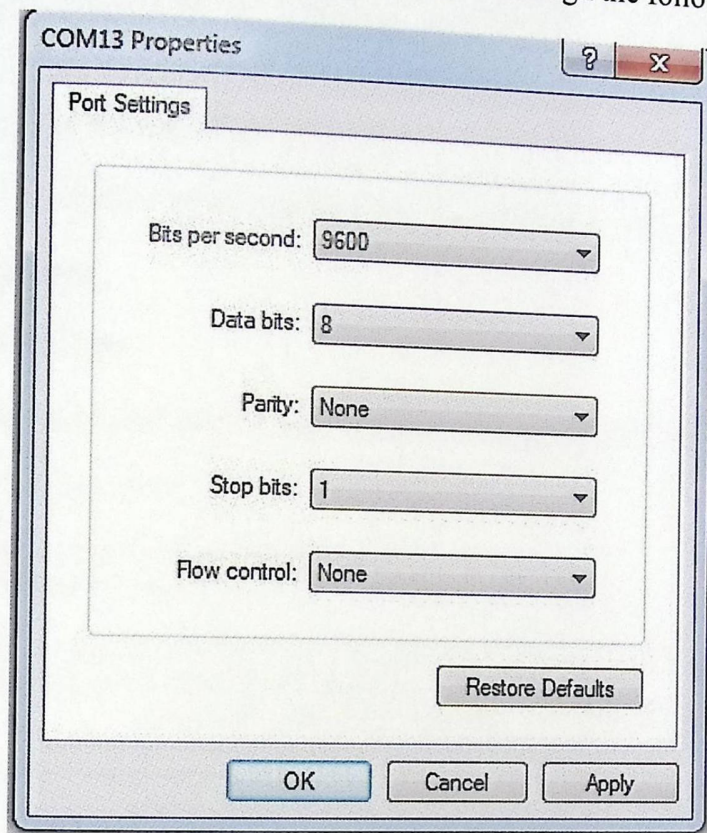 COM13 Properties
Port Settings
Bits per second: 9600
Data bits: 8
Parity: None
Stop bits: 1
Flow control: None
Restore Defaults
OK Cancel Apply